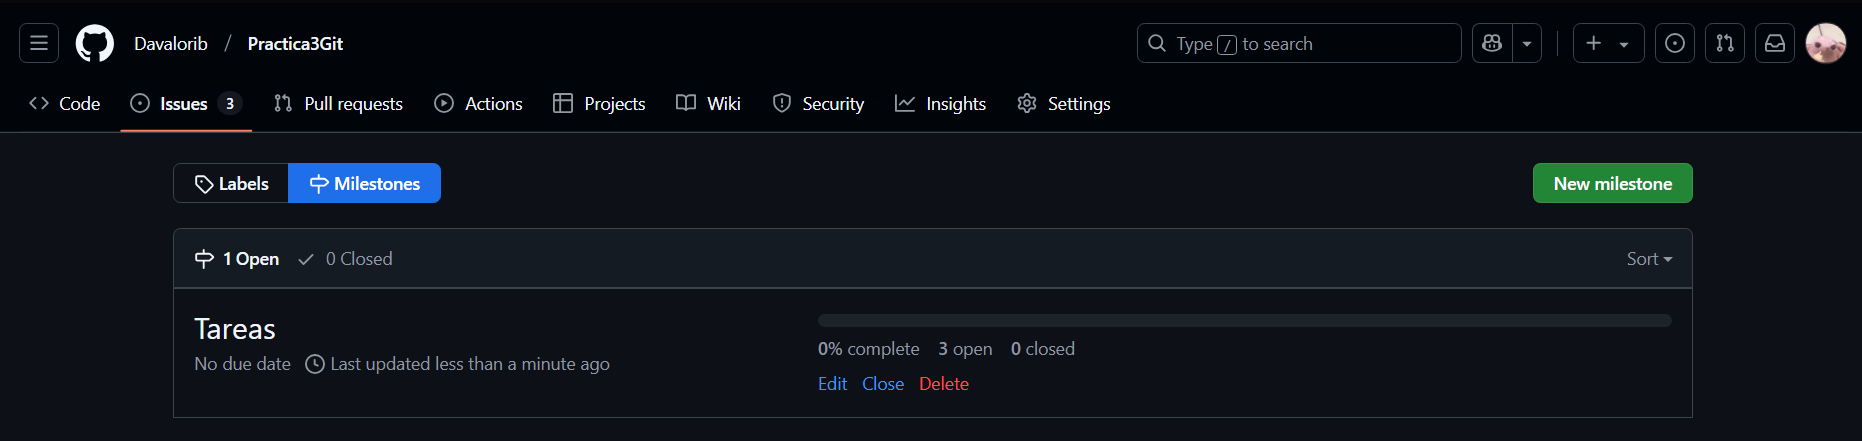 Davalorib / Practica3Git
Type / to search
Code Issues 3 Pull requests Actions Projects Wiki Security Insights Settings
Labels Milestones
New milestone
1 Open 0 Closed
Sort
Tareas
No due date Last updated less than a minute ago
0% complete 3 open 0 closed
Edit Close Delete